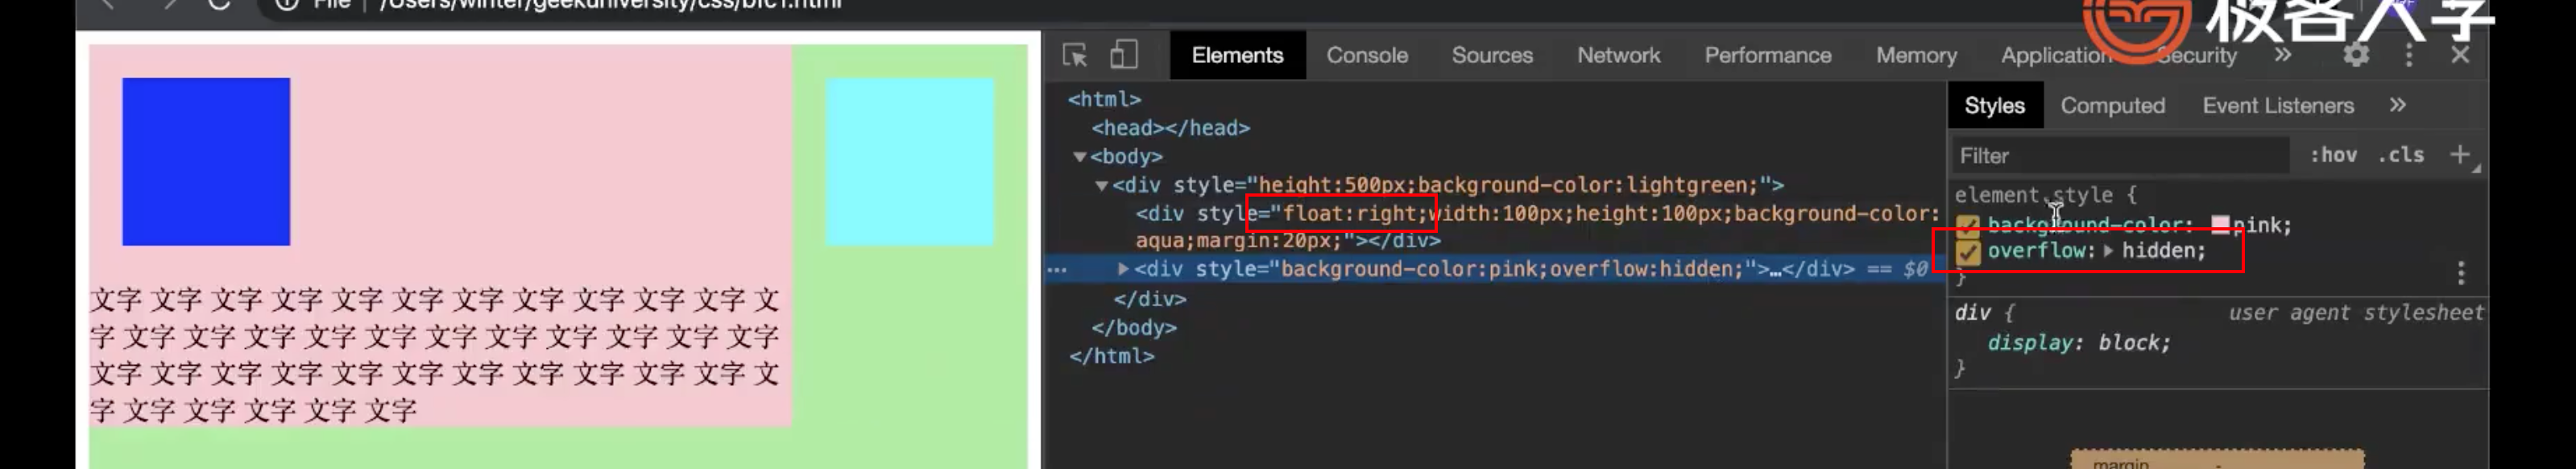 File | /Users/winter/geekuniversity/css/bfc1.html
极客大学
Elements Console Sources Network Performance Memory Application Security »
<html>
<head></head>
▼<body>
▼<div style="height:500px;background-color:lightgreen;">
<div style="float:right;width:100px;height:100px;background-color:
aqua;margin:20px;"></div>
… ▶<div style="background-color:pink;overflow:hidden;">…</div> == $0
</div>
</body>
</html>
Styles Computed Event Listeners »
Filter :hov .cls +
element.style {
background-color: pink;
overflow: ▶ hidden;
}
div { user agent stylesheet
display: block;
}
margin -
文字 文字 文字 文字 文字 文字 文字 文字 文字 文字 文字 文
字 文字 文字 文字 文字 文字 文字 文字 文字 文字 文字 文字
文字 文字 文字 文字 文字 文字 文字 文字 文字 文字 文字 文
字 文字 文字 文字 文字 文字